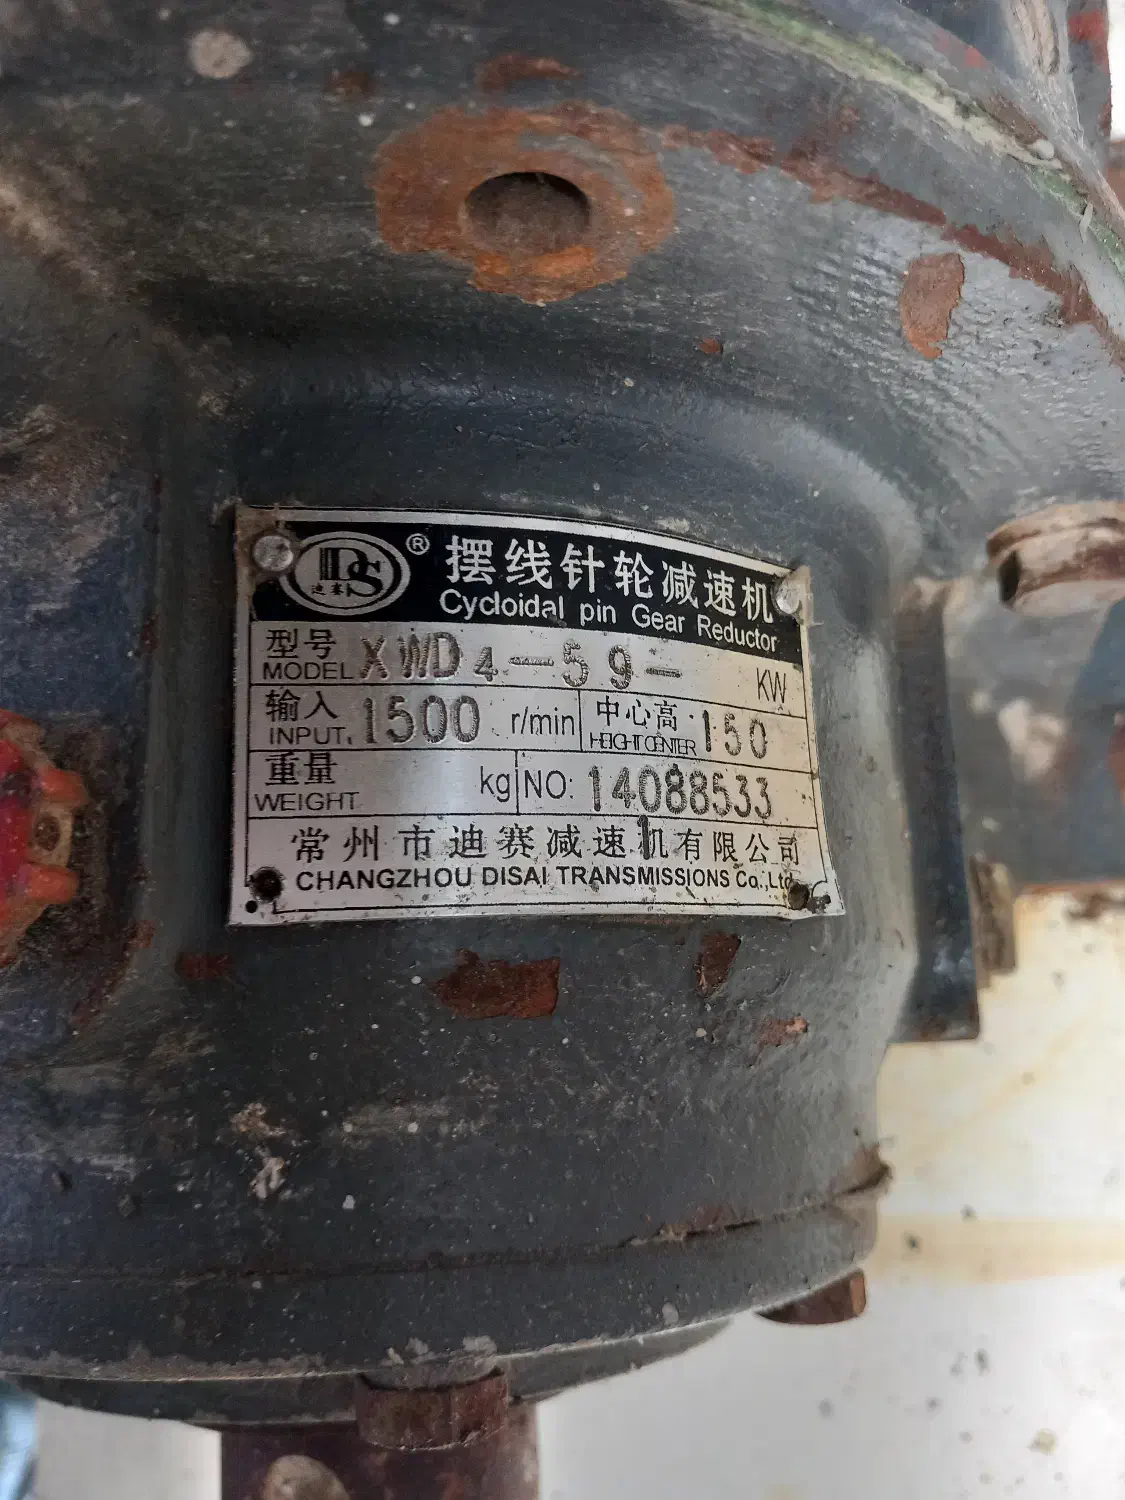 DS 迪赛 ® 摆线针轮减速机
Cycloidal pin Gear Reductor
型号 MODEL XWD 4-59- KW
输入 INPUT 1500 r/min 中心高 HEIGHT CENTER 150
重量 WEIGHT kg NO: 14088533
1
常州市迪赛减速机有限公司
CHANGZHOU DISAI TRANSMISSIONS Co.,Ltd